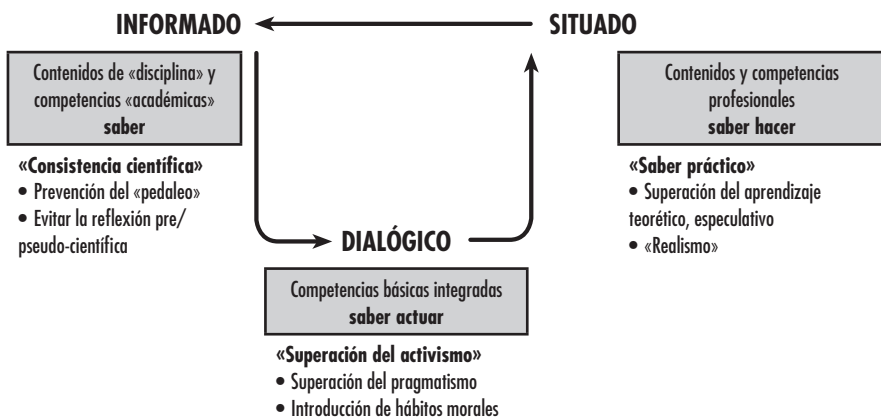 INFORMADO
SITUADO
Contenidos de «disciplina» y
competencias «académicas»
saber
Contenidos y competencias
profesionales
saber hacer
«Consistencia científica»
• Prevención del «pedaleo»
• Evitar la reflexión pre/
pseudo-científica
«Saber práctico»
• Superación del aprendizaje
teorético, especulativo
• «Realismo»
DIALÓGICO
Competencias básicas integradas
saber actuar
«Superación del activismo»
• Superación del pragmatismo
• Introducción de hábitos morales